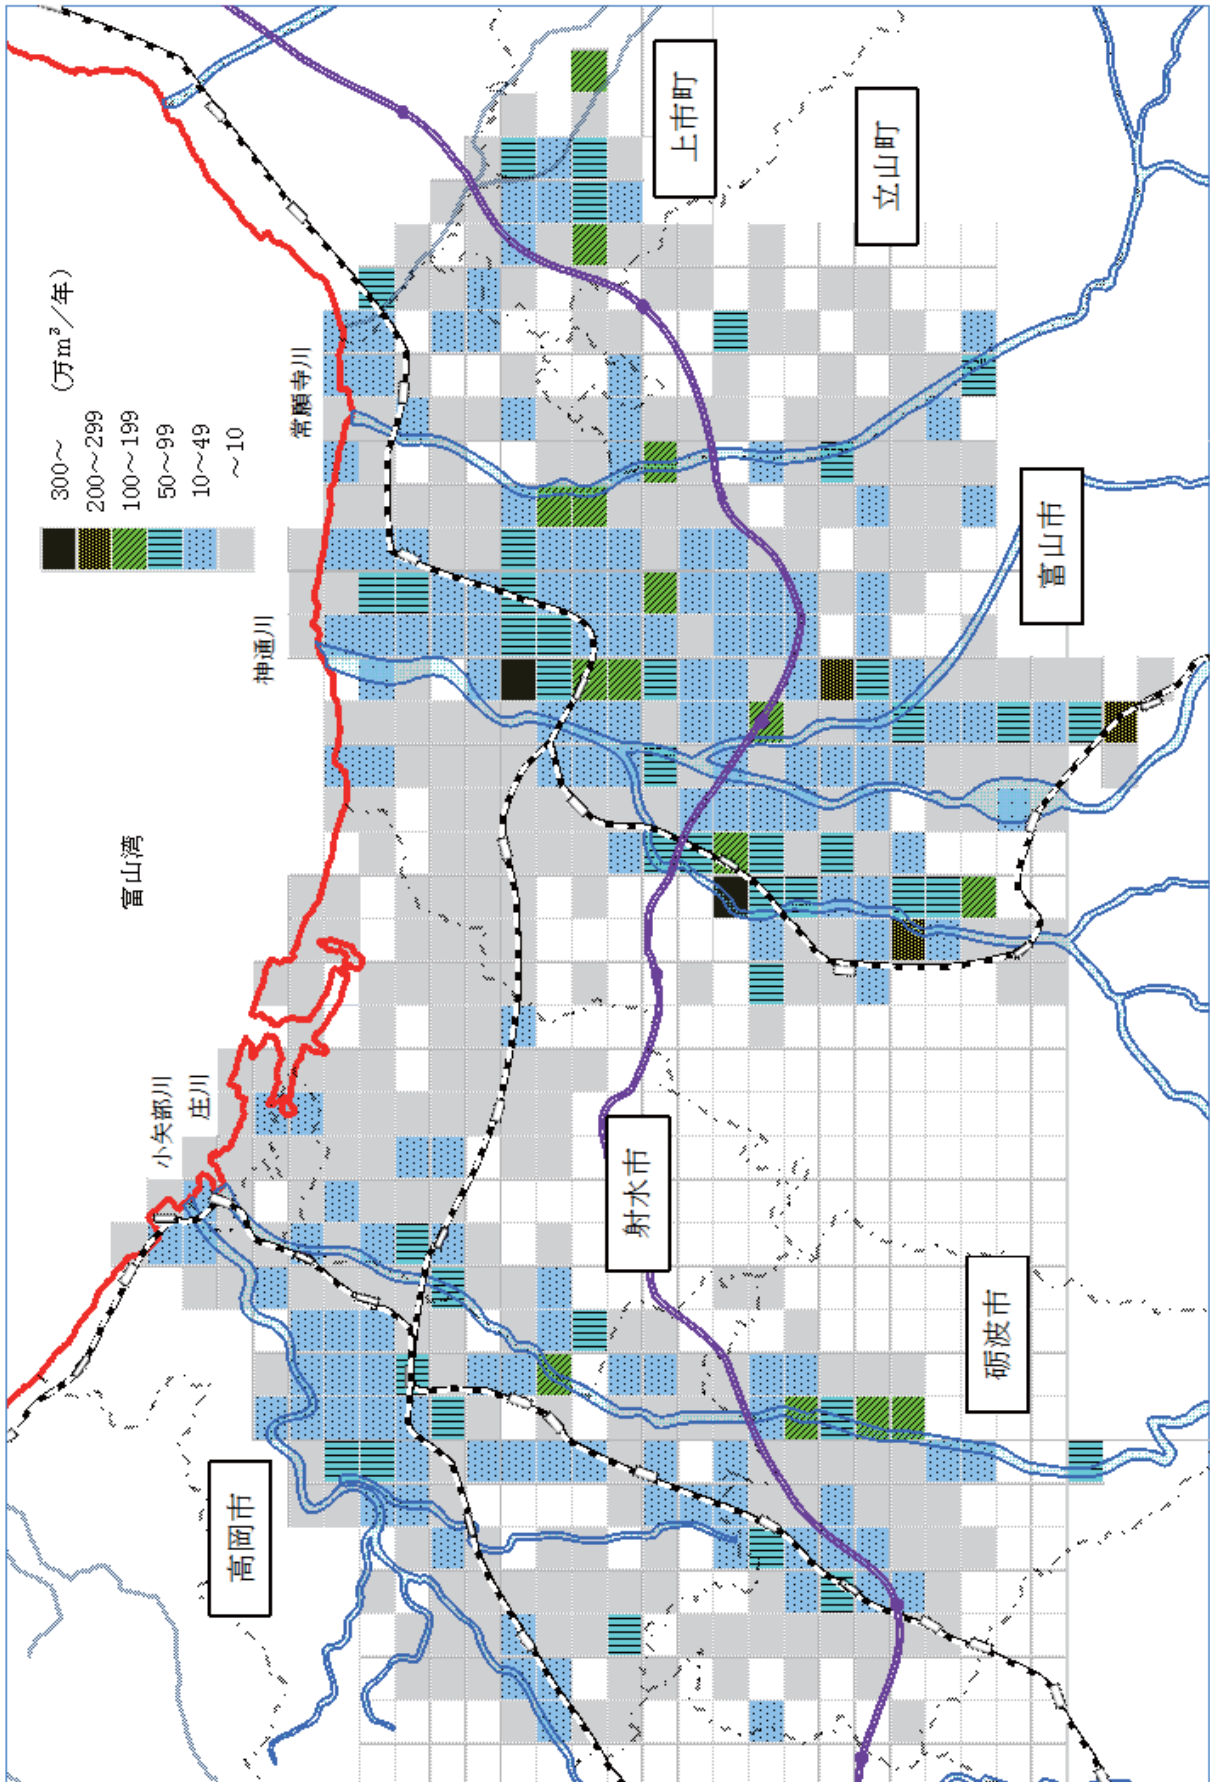 (万m³/年)
300~
200~299
100~199
50~99
10~49
~10
富山湾
小矢部川
庄川
神通川
常願寺川
上市町
立山町
富山市
射水市
高岡市
砺波市